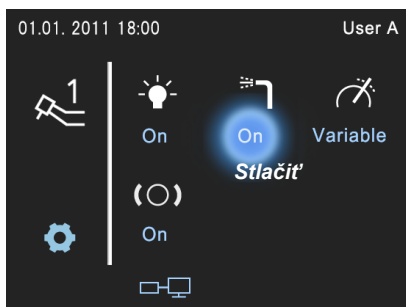 01.01. 2011 18:00 User A
1
On On Variable
Stlačiť
On